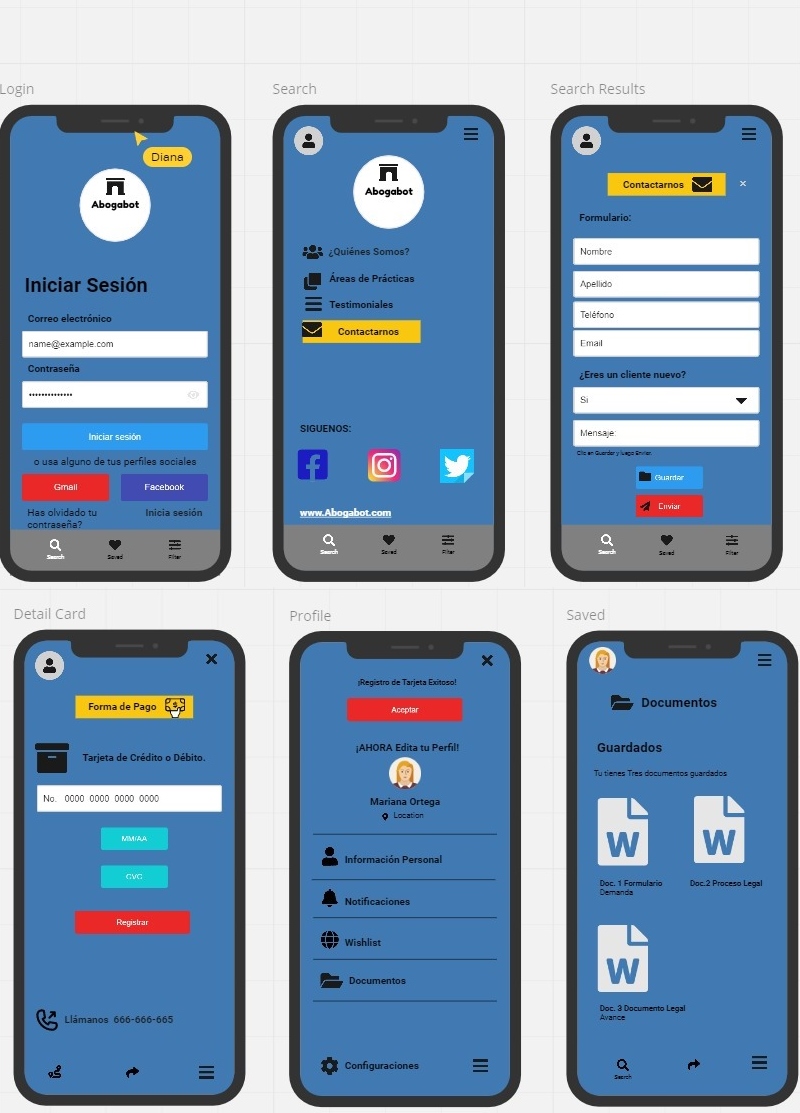 Login
Diana
Abogabot
Iniciar Sesión
Correo electrónico
name@example.com
Contraseña
••••••••••••••
Iniciar sesión
o usa alguno de tus perfiles sociales
Gmail
Facebook
Has olvidado tu
contraseña?
Inicia sesión
Search
Saved
Filter
Search
Abogabot
¿Quiénes Somos?
Áreas de Prácticas
Testimoniales
Contactarnos
SIGUENOS:
www.Abogabot.com
Search
Saved
Filter
Search Results
Contactarnos
×
Formulario:
Nombre
Apellido
Teléfono
Email
¿Eres un cliente nuevo?
Si
Mensaje:
Clic en Guardar y luego Enviar.
Guardar
Enviar
Search
Saved
Filter
Detail Card
Forma de Pago
Tarjeta de Crédito o Débito.
No. 0000 0000 0000 0000
MM/AA
CVC
Registrar
Llámanos 666-666-665
Profile
¡Registro de Tarjeta Exitoso!
Aceptar
¡AHORA Edita tu Perfil!
Mariana Ortega
Location
Información Personal
Notificaciones
Wishlist
Documentos
Configuraciones
Saved
Documentos
Guardados
Tu tienes Tres documentos guardados
W
W
Doc. 1 Formulario
Demanda
Doc.2 Proceso Legal
W
Doc. 3 Documento Legal
Avance
Search